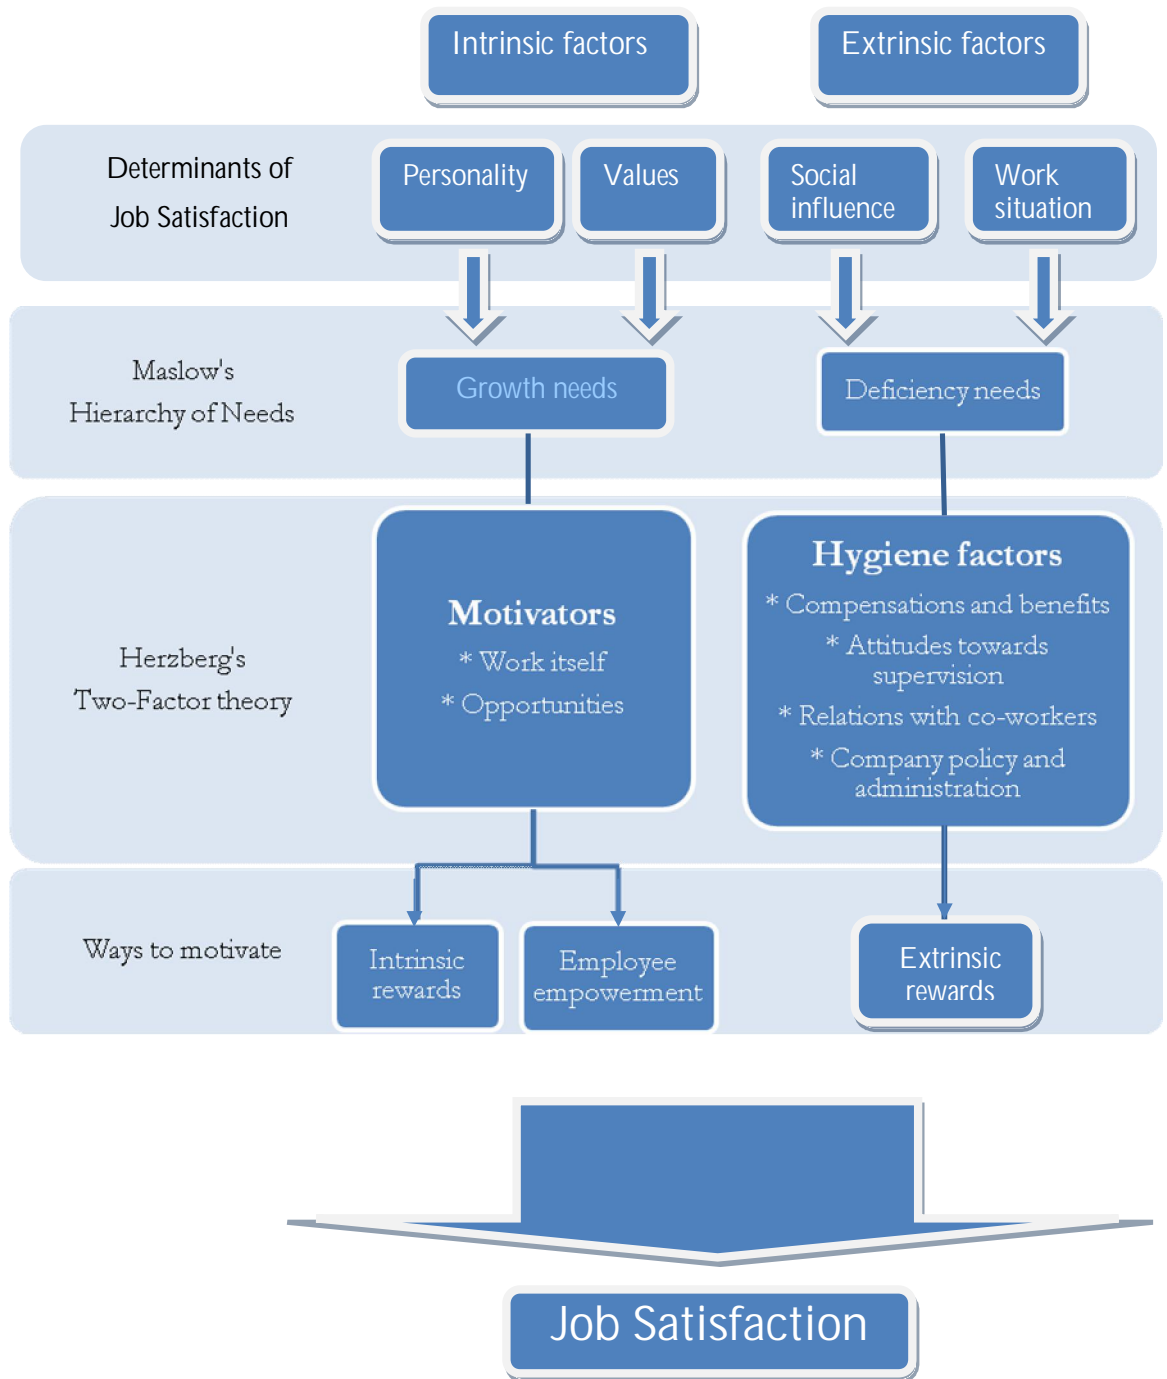 Intrinsic factors
Extrinsic factors
Determinants of
Job Satisfaction
Personality
Values
Social
influence
Work
situation
Maslow's
Hierarchy of Needs
Growth needs
Deficiency needs
Herzberg's
Two-Factor theory
Motivators
* Work itself
* Opportunities
Hygiene factors
* Compensations and benefits
* Attitudes towards
supervision
* Relations with co-workers
* Company policy and
administration
Ways to motivate
Intrinsic
rewards
Employee
empowerment
Extrinsic
rewards
Job Satisfaction